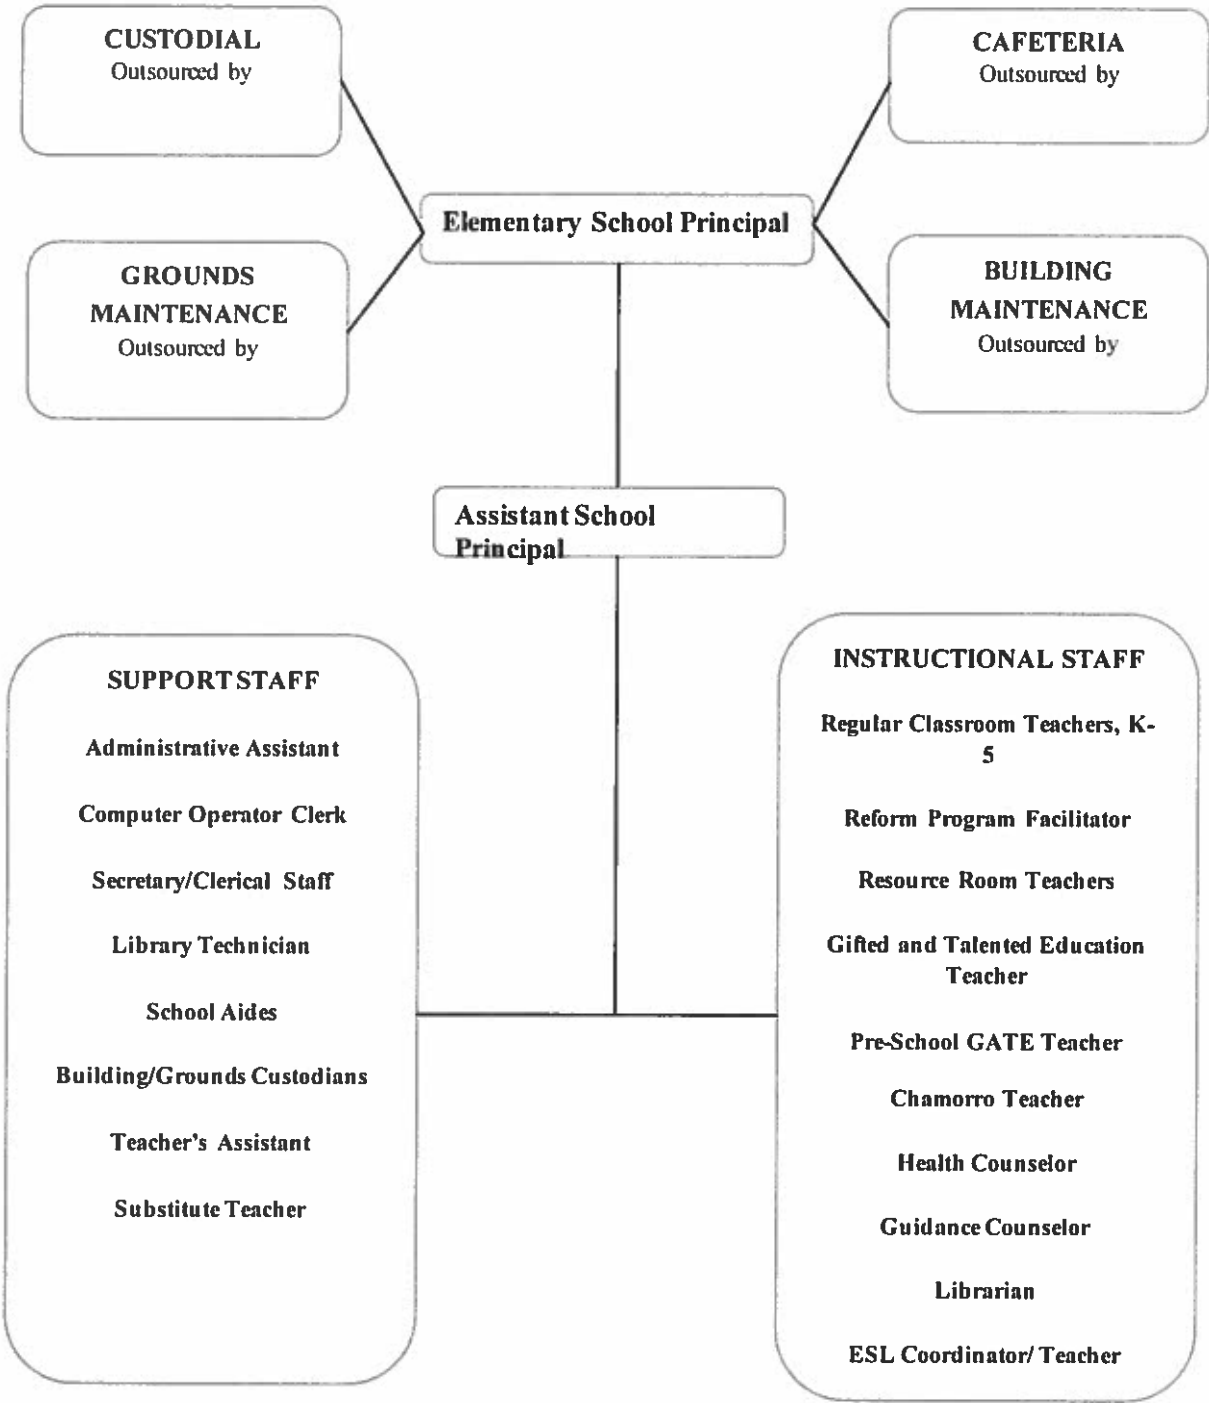 CUSTODIAL
Outsourced by
CAFETERIA
Outsourced by
Elementary School Principal
GROUNDS
MAINTENANCE
Outsourced by
BUILDING
MAINTENANCE
Outsourced by
Assistant School
Principal
SUPPORT STAFF
Administrative Assistant
Computer Operator Clerk
Secretary/Clerical Staff
Library Technician
School Aides
Building/Grounds Custodians
Teacher's Assistant
Substitute Teacher
INSTRUCTIONAL STAFF
Regular Classroom Teachers, K-
5
Reform Program Facilitator
Resource Room Teachers
Gifted and Talented Education
Teacher
Pre-School GATE Teacher
Chamorro Teacher
Health Counselor
Guidance Counselor
Librarian
ESL Coordinator/ Teacher